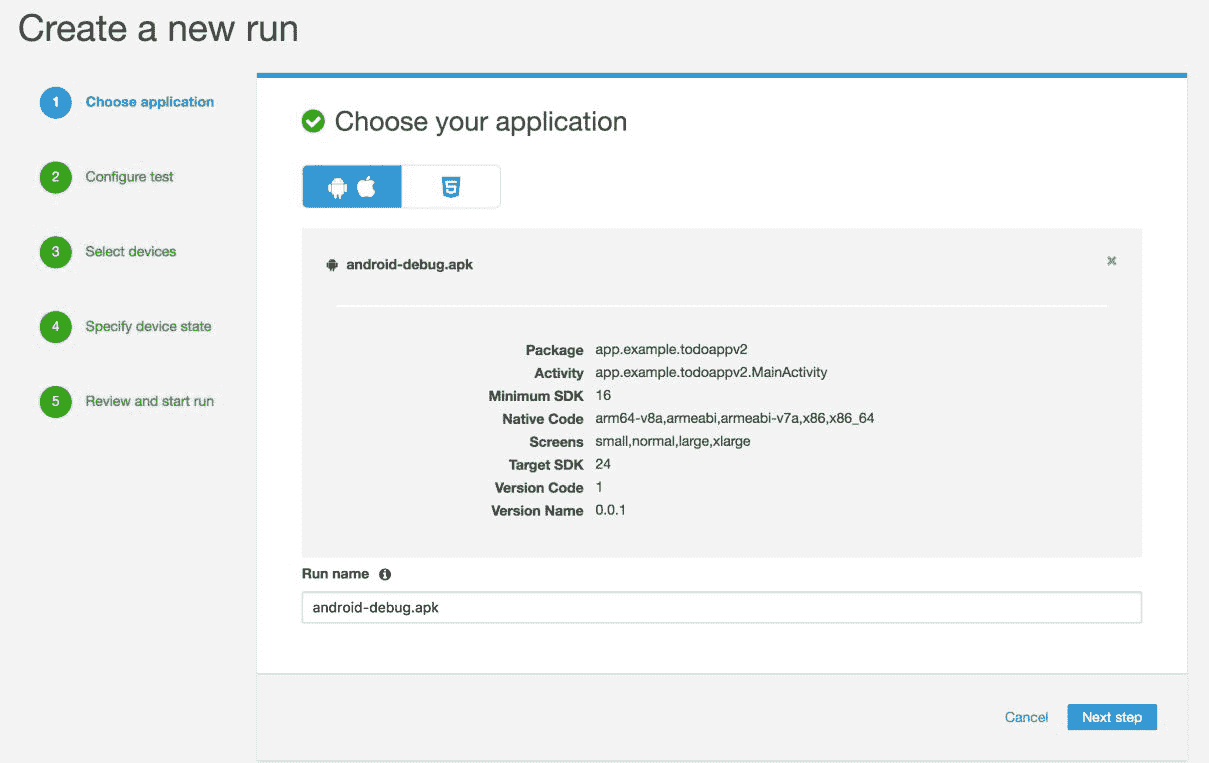 Create a new run
1 Choose application
2 Configure test
3 Select devices
4 Specify device state
5 Review and start run
Choose your application
5
android-debug.apk
×
Package app.example.todoappv2
Activity app.example.todoappv2.MainActivity
Minimum SDK 16
Native Code arm64-v8a,armeabi,armeabi-v7a,x86,x86_64
Screens small,normal,large,xlarge
Target SDK 24
Version Code 1
Version Name 0.0.1
Run name
android-debug.apk
Cancel Next step